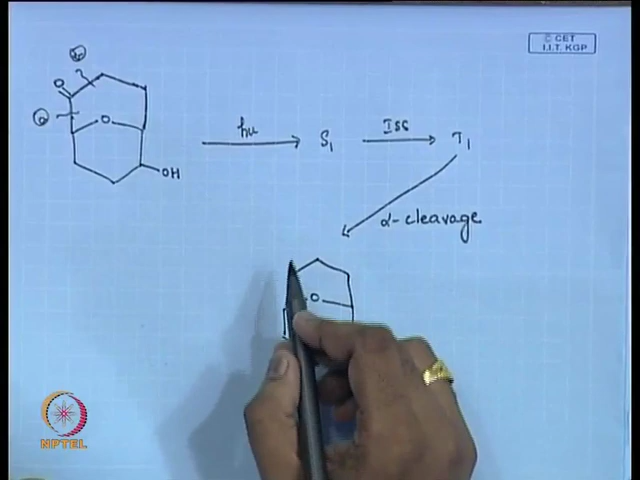 © CET
I.I.T. KGP
b
O
a
O
OH
hν
S₁
ISC
T₁
α-cleavage
O
NPTEL